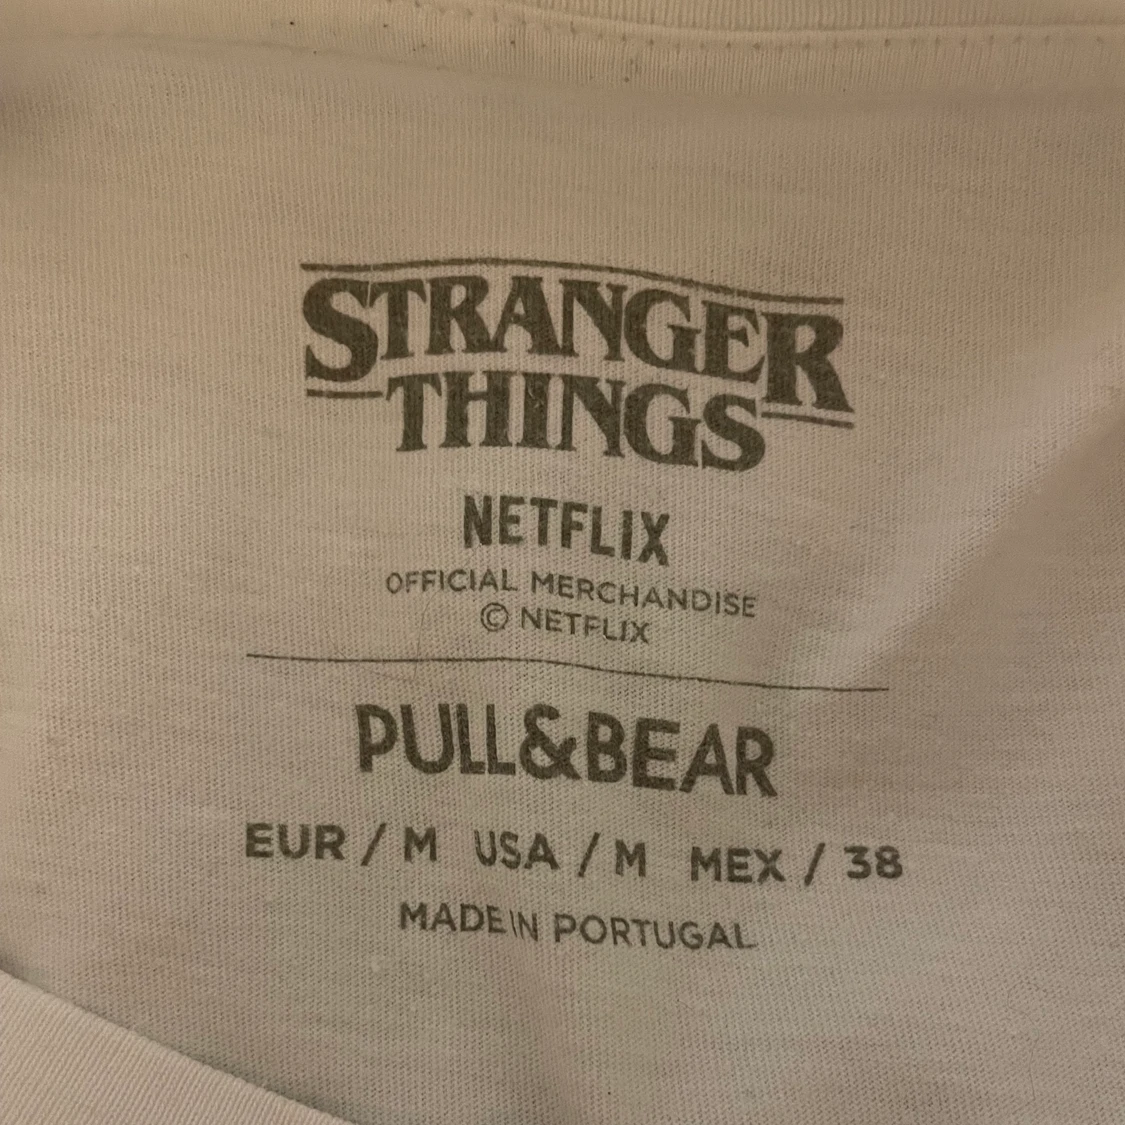 STRANGER
THINGS
NETFLIX
OFFICIAL MERCHANDISE
© NETFLIX
PULL&BEAR
EUR / M USA / M MEX / 38
MADE IN PORTUGAL